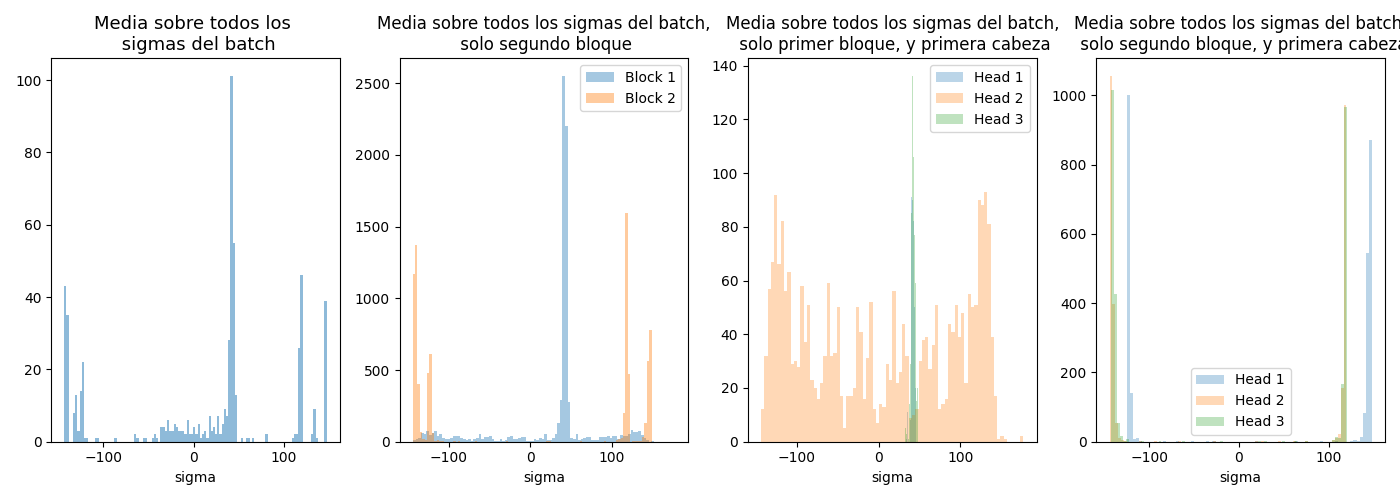 Media sobre todos los
sigmas del batch
100
80
60
40
20
0
−100
0
100
sigma
Media sobre todos los sigmas del batch,
solo segundo bloque
Block 1
Block 2
2500
2000
1500
1000
500
0
−100
0
100
sigma
Media sobre todos los sigmas del batch,
solo primer bloque, y primera cabeza
Head 1
Head 2
Head 3
140
120
100
80
60
40
20
0
−100
0
100
sigma
Media sobre todos los sigmas del batch
solo segundo bloque, y primera cabeza
1000
800
600
400
200
0
Head 1
Head 2
Head 3
−100
0
100
sigma